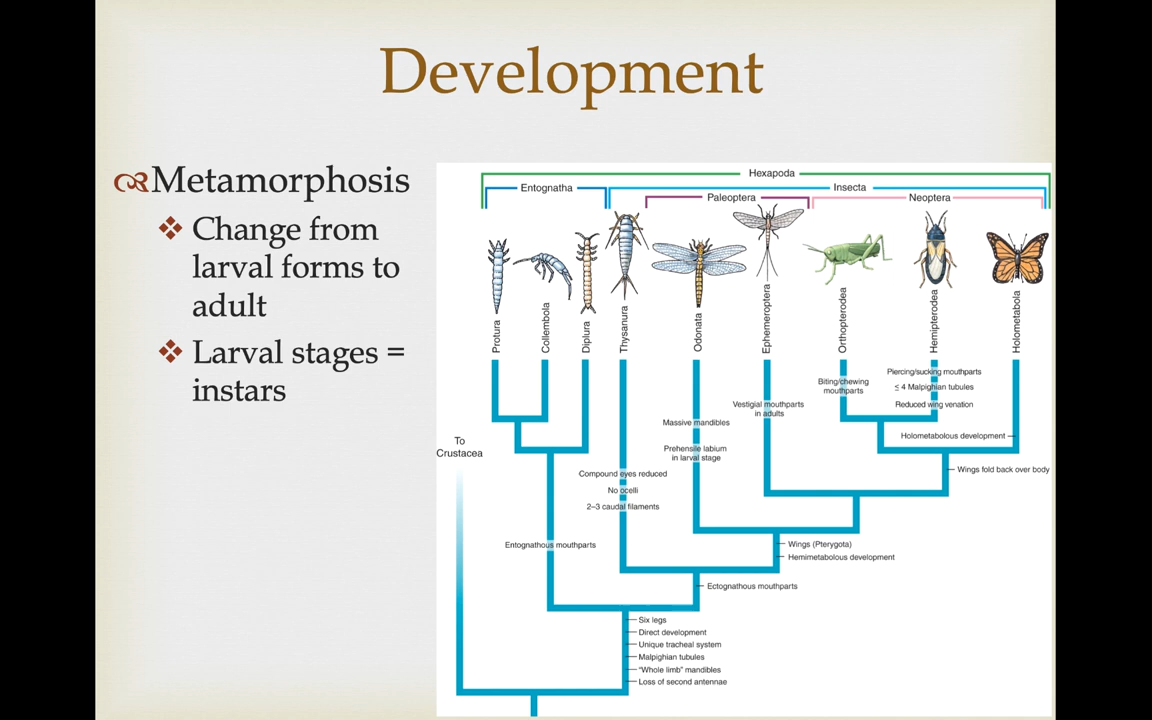 Development
Metamorphosis
Change from
larval forms to
adult
Larval stages =
instars
Hexapoda
Entognatha
Insecta
Paleoptera
Neoptera
Protura
Collembola
Diplura
Thysanura
Odonata
Ephemeroptera
Orthopterodea
Hemipterodea
Holometabola
Piercing/sucking mouthparts
≤ 4 Malpighian tubules
Reduced wing venation
Biting/chewing
mouthparts
Vestigial mouthparts
in adults
Massive mandibles
Prehensile labium
in larval stage
Holometabolous development
Wings fold back over body
To
Crustacea
Compound eyes reduced
No ocelli
2–3 caudal filaments
Entognathous mouthparts
Wings (Pterygota)
Hemimetabolous development
Ectognathous mouthparts
Six legs
Direct development
Unique tracheal system
Malpighian tubules
"Whole limb" mandibles
Loss of second antennae